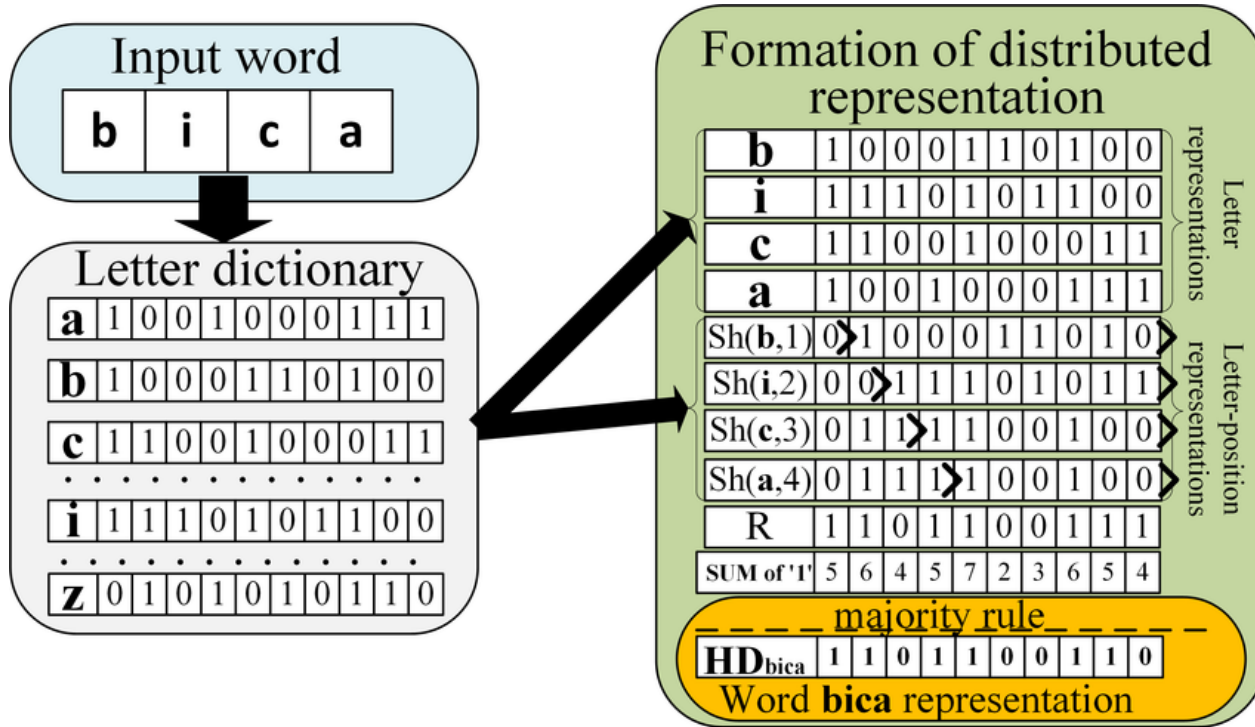 Input word
b i c a
Letter dictionary
a 1 0 0 1 0 0 0 1 1 1
b 1 0 0 0 1 1 0 1 0 0
c 1 1 0 0 1 0 0 0 1 1
. . . . . . . . . . . . .
i 1 1 1 0 1 0 1 1 0 0
. . . . . . . . . . . . .
z 0 1 0 1 0 1 0 1 1 0
Formation of distributed
representation
b 1 0 0 0 1 1 0 1 0 0
i 1 1 1 0 1 0 1 1 0 0
c 1 1 0 0 1 0 0 0 1 1
a 1 0 0 1 0 0 0 1 1 1
Letter
representations
Sh(b,1) 0 1 0 0 0 1 1 0 1 0
Sh(i,2) 0 0 1 1 1 0 1 0 1 1
Sh(c,3) 0 1 1 1 1 0 0 1 0 0
Sh(a,4) 0 1 1 1 1 0 0 1 0 0
Letter-position
representations
R 1 1 0 1 1 0 0 1 1 1
SUM of '1' 5 6 4 5 7 2 3 6 5 4
majority rule
HDbica 1 1 0 1 1 0 0 1 1 0
Word bica representation